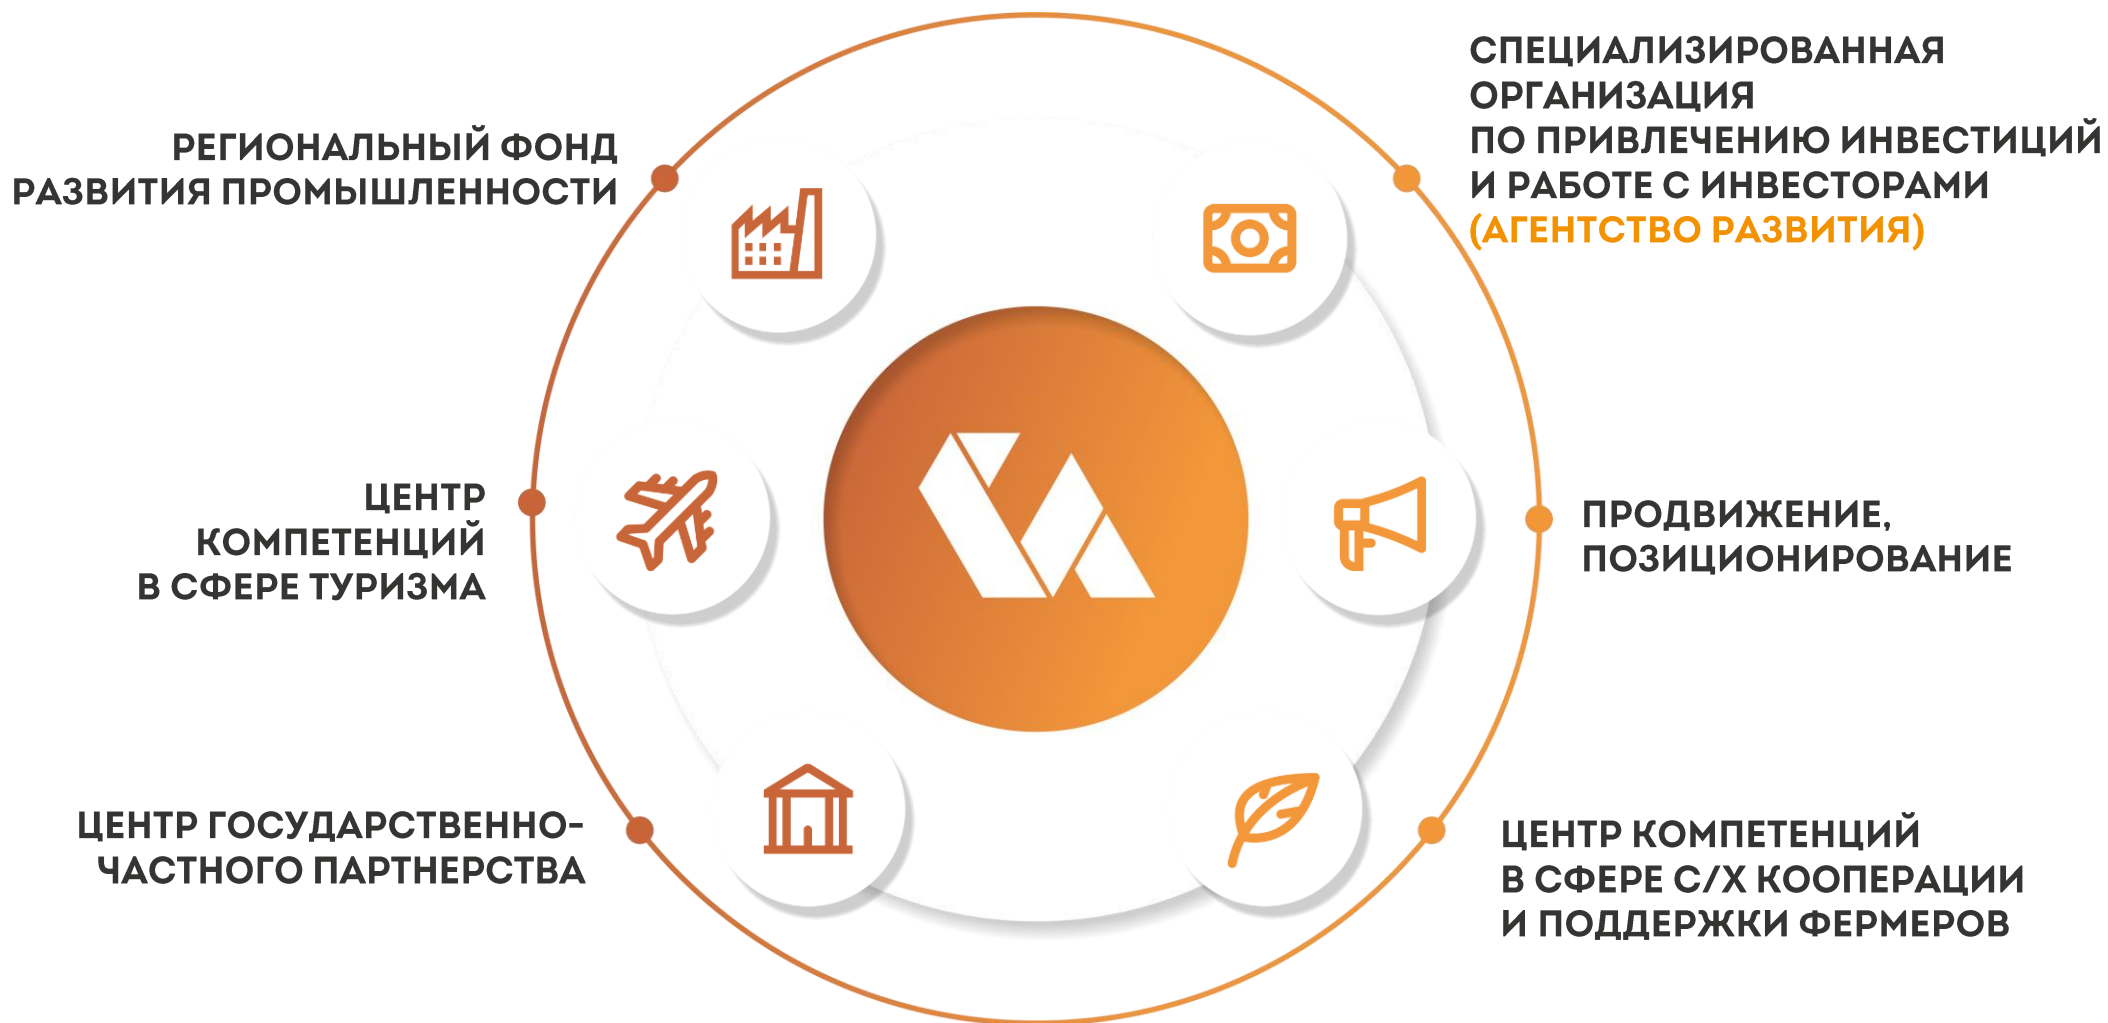 РЕГИОНАЛЬНЫЙ ФОНД
РАЗВИТИЯ ПРОМЫШЛЕННОСТИ
СПЕЦИАЛИЗИРОВАННАЯ
ОРГАНИЗАЦИЯ
ПО ПРИВЛЕЧЕНИЮ ИНВЕСТИЦИЙ
И РАБОТЕ С ИНВЕСТОРАМИ
(АГЕНТСТВО РАЗВИТИЯ)
ЦЕНТР
КОМПЕТЕНЦИЙ
В СФЕРЕ ТУРИЗМА
ПРОДВИЖЕНИЕ,
ПОЗИЦИОНИРОВАНИЕ
ЦЕНТР ГОСУДАРСТВЕННО-
ЧАСТНОГО ПАРТНЕРСТВА
ЦЕНТР КОМПЕТЕНЦИЙ
В СФЕРЕ С/Х КООПЕРАЦИИ
И ПОДДЕРЖКИ ФЕРМЕРОВ